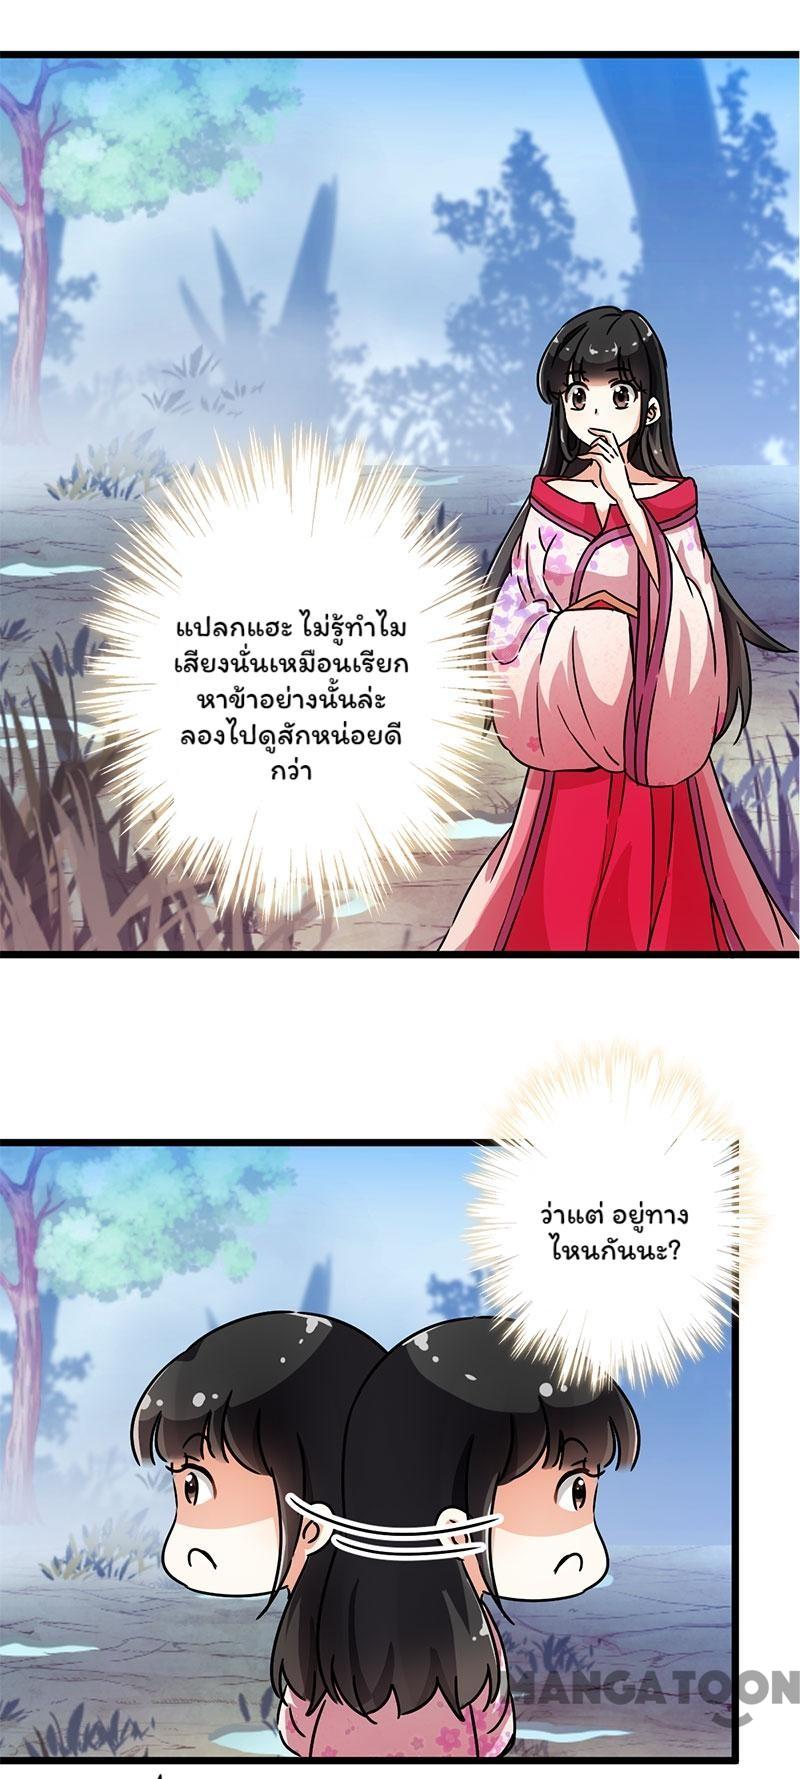 แปลกแฮะ ไม่รู้ทำไม
เสียงนั่นเหมือนเรียก
หาข้าอย่างนั้นล่ะ
ลองไปดูสักหน่อยดี
กว่า
ว่าแต่ อยู่ทาง
ไหนกันนะ?
MANGATOON